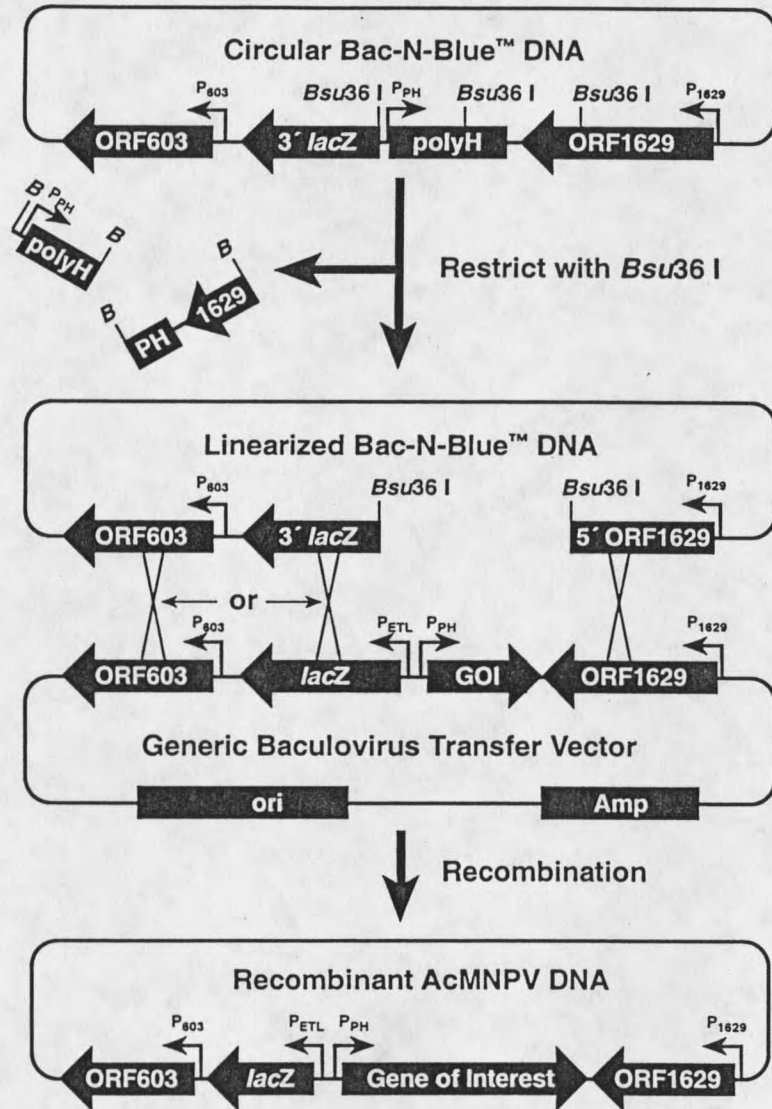 Circular Bac-N-Blue™ DNA
P603
Bsu36 I
PPH
Bsu36 I
Bsu36 I
P1629
ORF603
3´ lacZ
polyH
ORF1629
B
PPH
polyH
B
B
PH
1629
B
Restrict with Bsu36 I
Linearized Bac-N-Blue™ DNA
P603
Bsu36 I
Bsu36 I
P1629
ORF603
3´ lacZ
5´ ORF1629
or
P603
PETL
PPH
P1629
ORF603
lacZ
GOI
ORF1629
Generic Baculovirus Transfer Vector
ori
Amp
Recombination
Recombinant AcMNPV DNA
P603
PETL
PPH
P1629
ORF603
lacZ
Gene of Interest
ORF1629